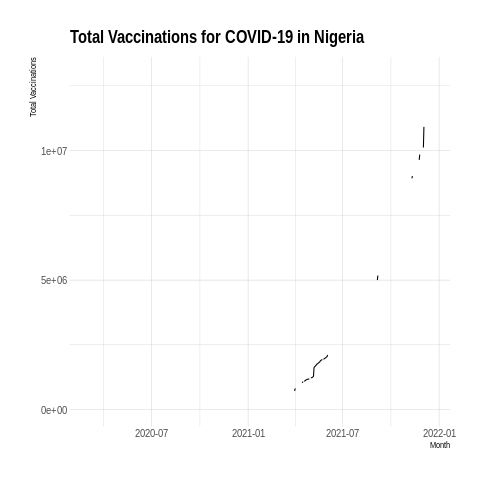 Total Vaccinations for COVID-19 in Nigeria
Total Vaccinations
1e+07
5e+06
0e+00
2020-07 2021-01 2021-07 2022-01
Month